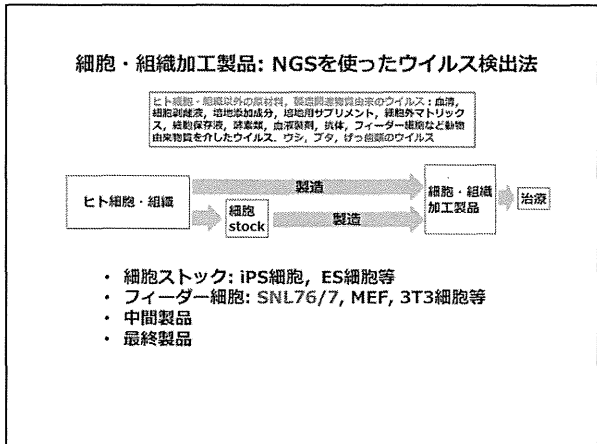 細胞・組織加工製品: NGSを使ったウイルス検出法
ヒト細胞・組織以外の原材料，製造関連物質由来のウイルス：血清，
細胞剥離液，培地添加成分，培地用サプリメント，細胞外マトリック
ス，細胞保存液，酵素類，血液製剤，抗体，フィーダー細胞など動物
由来物質を介したウイルス．ウシ，ブタ，げっ歯類のウイルス
ヒト細胞・組織
製造
細胞
stock
製造
細胞・組織
加工製品
治療
・ 細胞ストック: iPS細胞，ES細胞等
・ フィーダー細胞: SNL76/7, MEF, 3T3細胞等
・ 中間製品
・ 最終製品